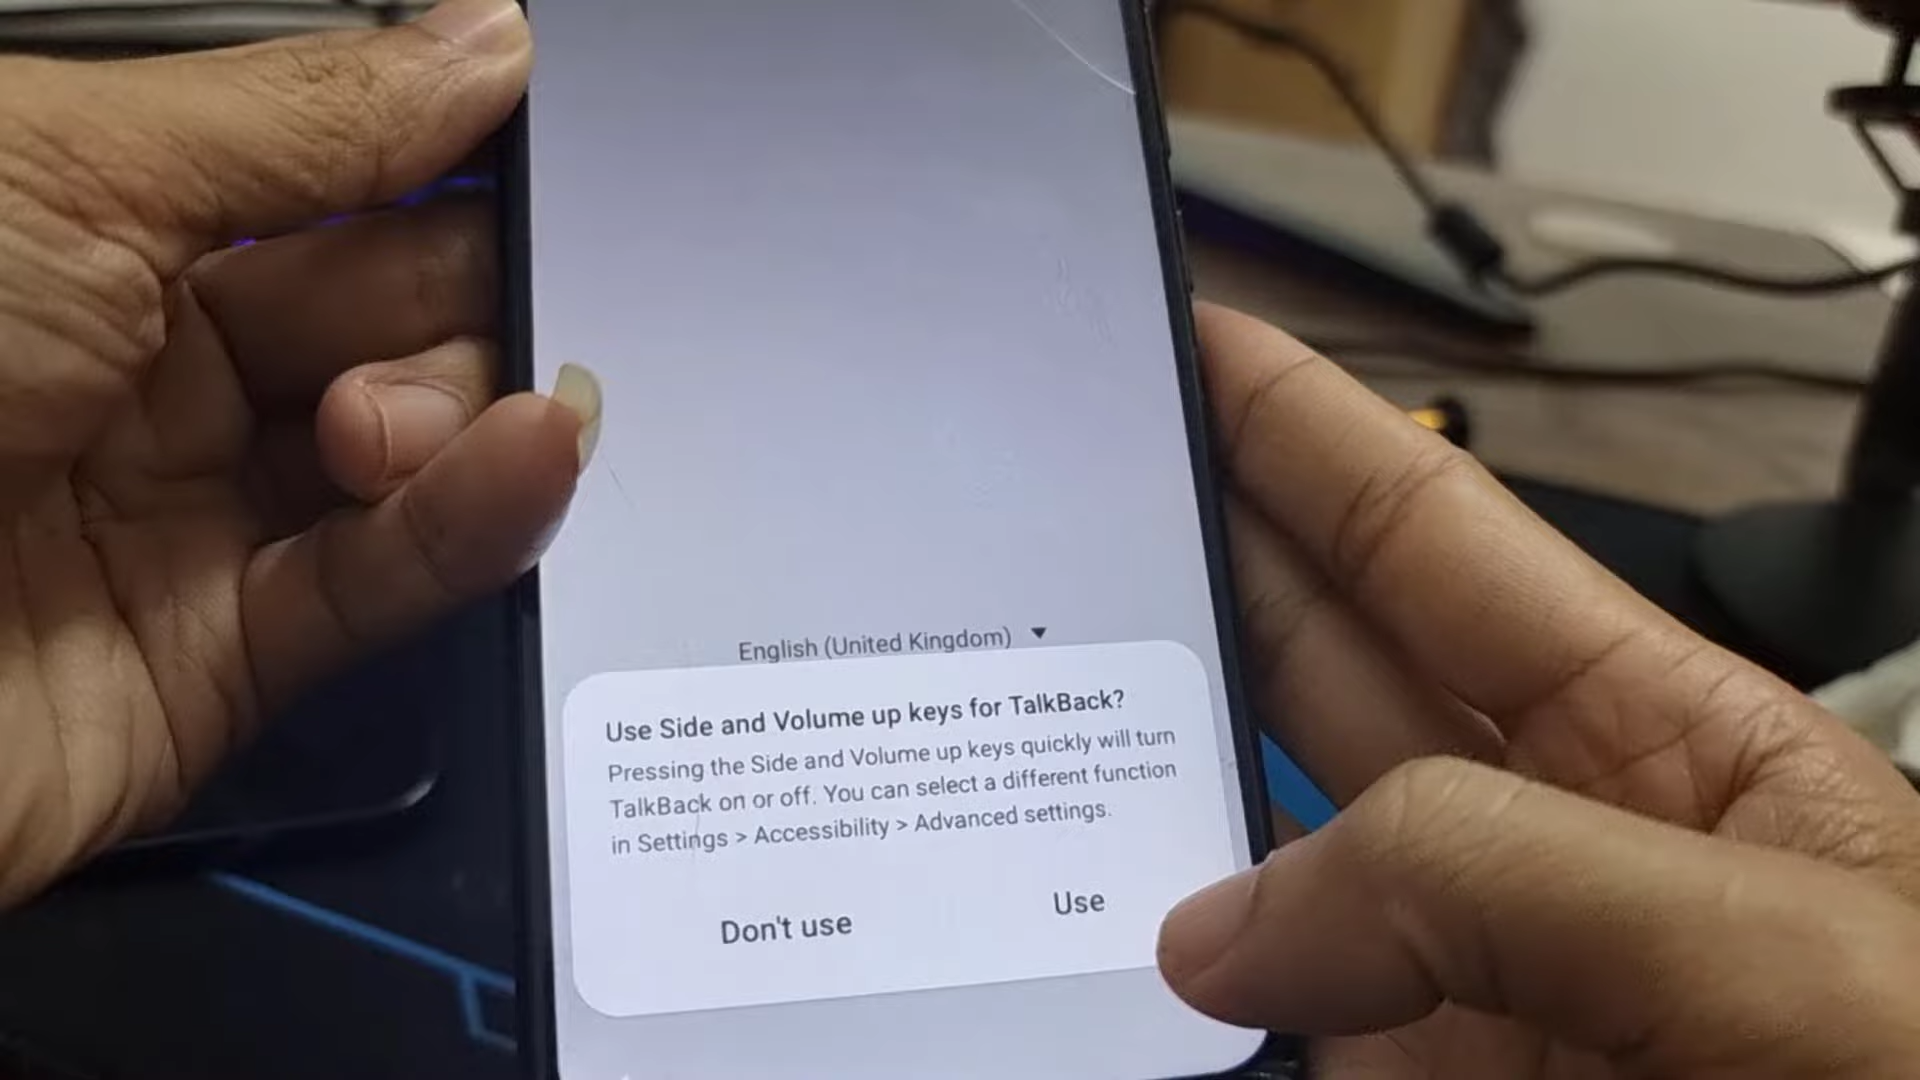 English (United Kingdom)
Use Side and Volume up keys for TalkBack?
Pressing the Side and Volume up keys quickly will turn
TalkBack on or off. You can select a different function
in Settings > Accessibility > Advanced settings.
Don't use
Use